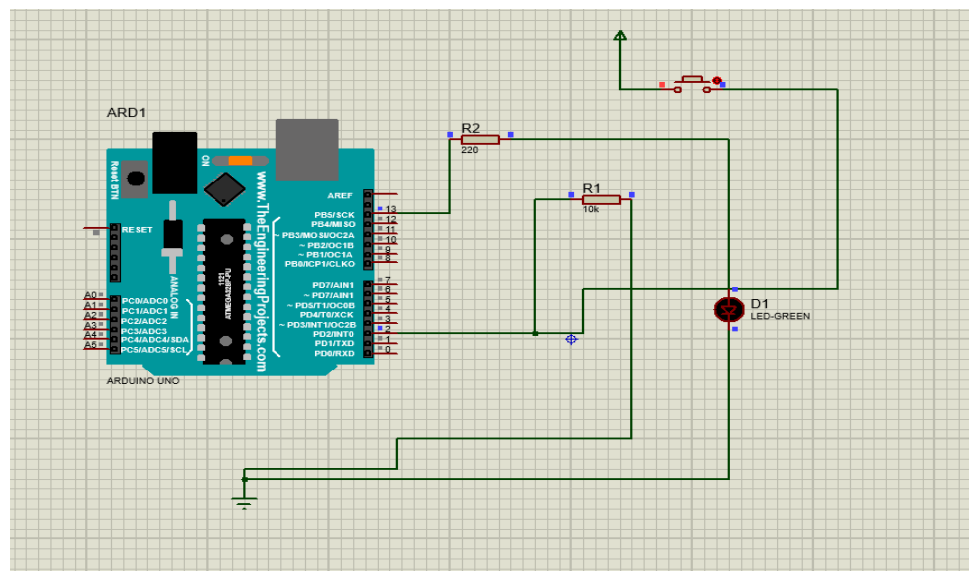 ARD1
Reset BTN
ON
www.TheEngineeringProjects.com
RESET
ANALOG IN
1121
ATMEGA328P-PU
A0 PC0/ADC0
A1 PC1/ADC1
A2 PC2/ADC2
A3 PC3/ADC3
A4 PC4/ADC4/SDA
A5 PC5/ADC5/SCL
AREF
PB5/SCK 13
PB4/MISO 12
~ PB3/MOSI/OC2A 11
~ PB2/OC1B 10
~ PB1/OC1A 9
PB0/ICP1/CLKO 8
PD7/AIN1 7
~ PD7/AIN1 6
~ PD5/T1/OC0B 5
PD4/T0/XCK 4
~ PD3/INT1/OC2B 3
PD2/INT0 2
PD1/TXD 1
PD0/RXD 0
ARDUINO UNO
R2
220
R1
10k
D1
LED-GREEN